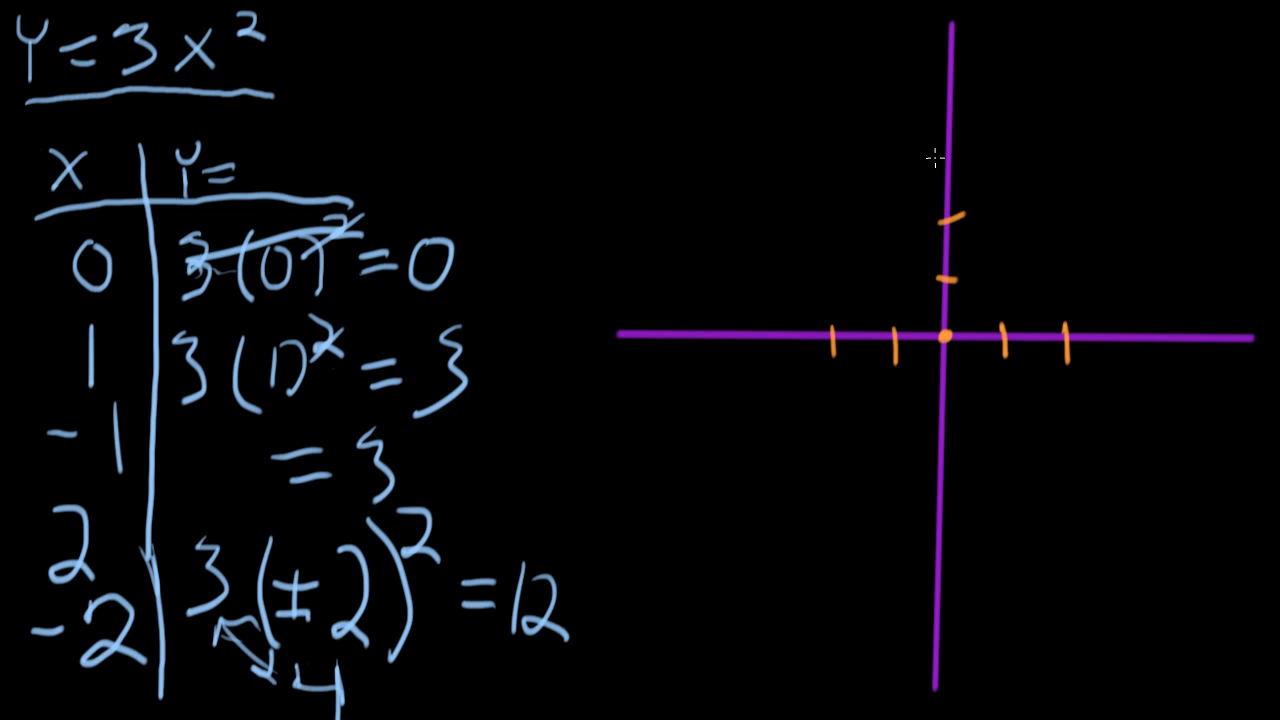 Y = 3x²
x | Y =
0 | 3(0)² = 0
1 | 3(1)² = 3
-1 | = 3
2
-2 | 3(±2)² = 12
4